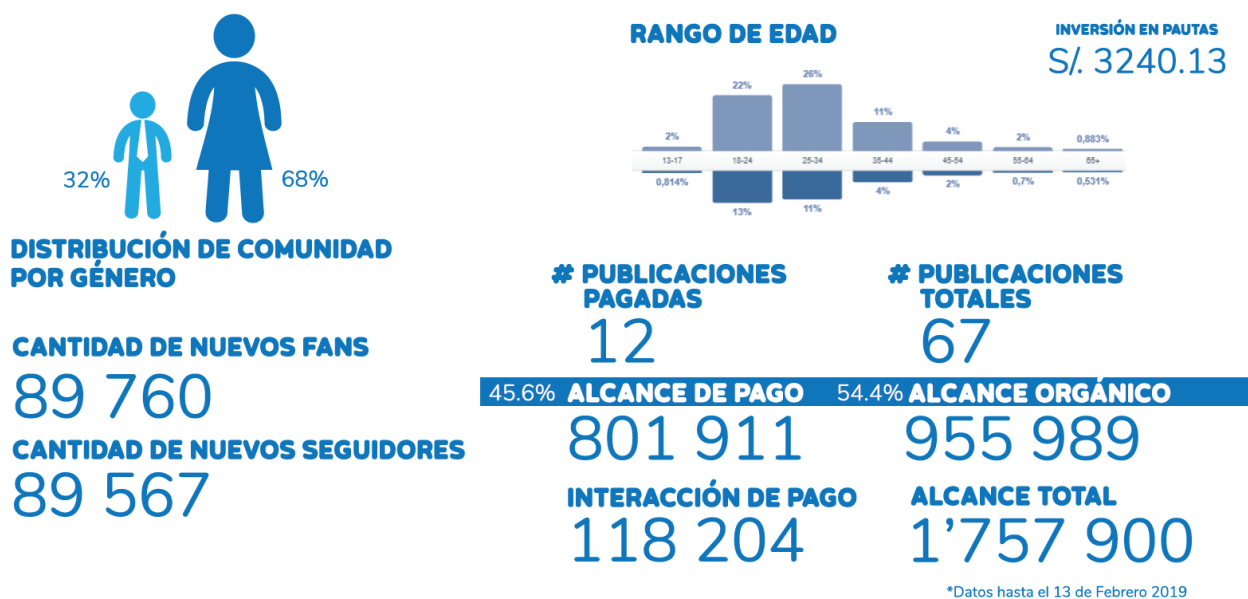 32%
68%
DISTRIBUCIÓN DE COMUNIDAD
POR GÉNERO
CANTIDAD DE NUEVOS FANS
89 760
CANTIDAD DE NUEVOS SEGUIDORES
89 567
RANGO DE EDAD
2%
22%
26%
11%
4%
2%
0,883%
13-17
18-24
25-34
35-44
45-54
55-64
65+
0,814%
13%
11%
4%
2%
0,7%
0,531%
INVERSIÓN EN PAUTAS
S/. 3240.13
# PUBLICACIONES
PAGADAS
12
# PUBLICACIONES
TOTALES
67
45.6% ALCANCE DE PAGO
801 911
54.4% ALCANCE ORGÁNICO
955 989
INTERACCIÓN DE PAGO
118 204
ALCANCE TOTAL
1’757 900
*Datos hasta el 13 de Febrero 2019